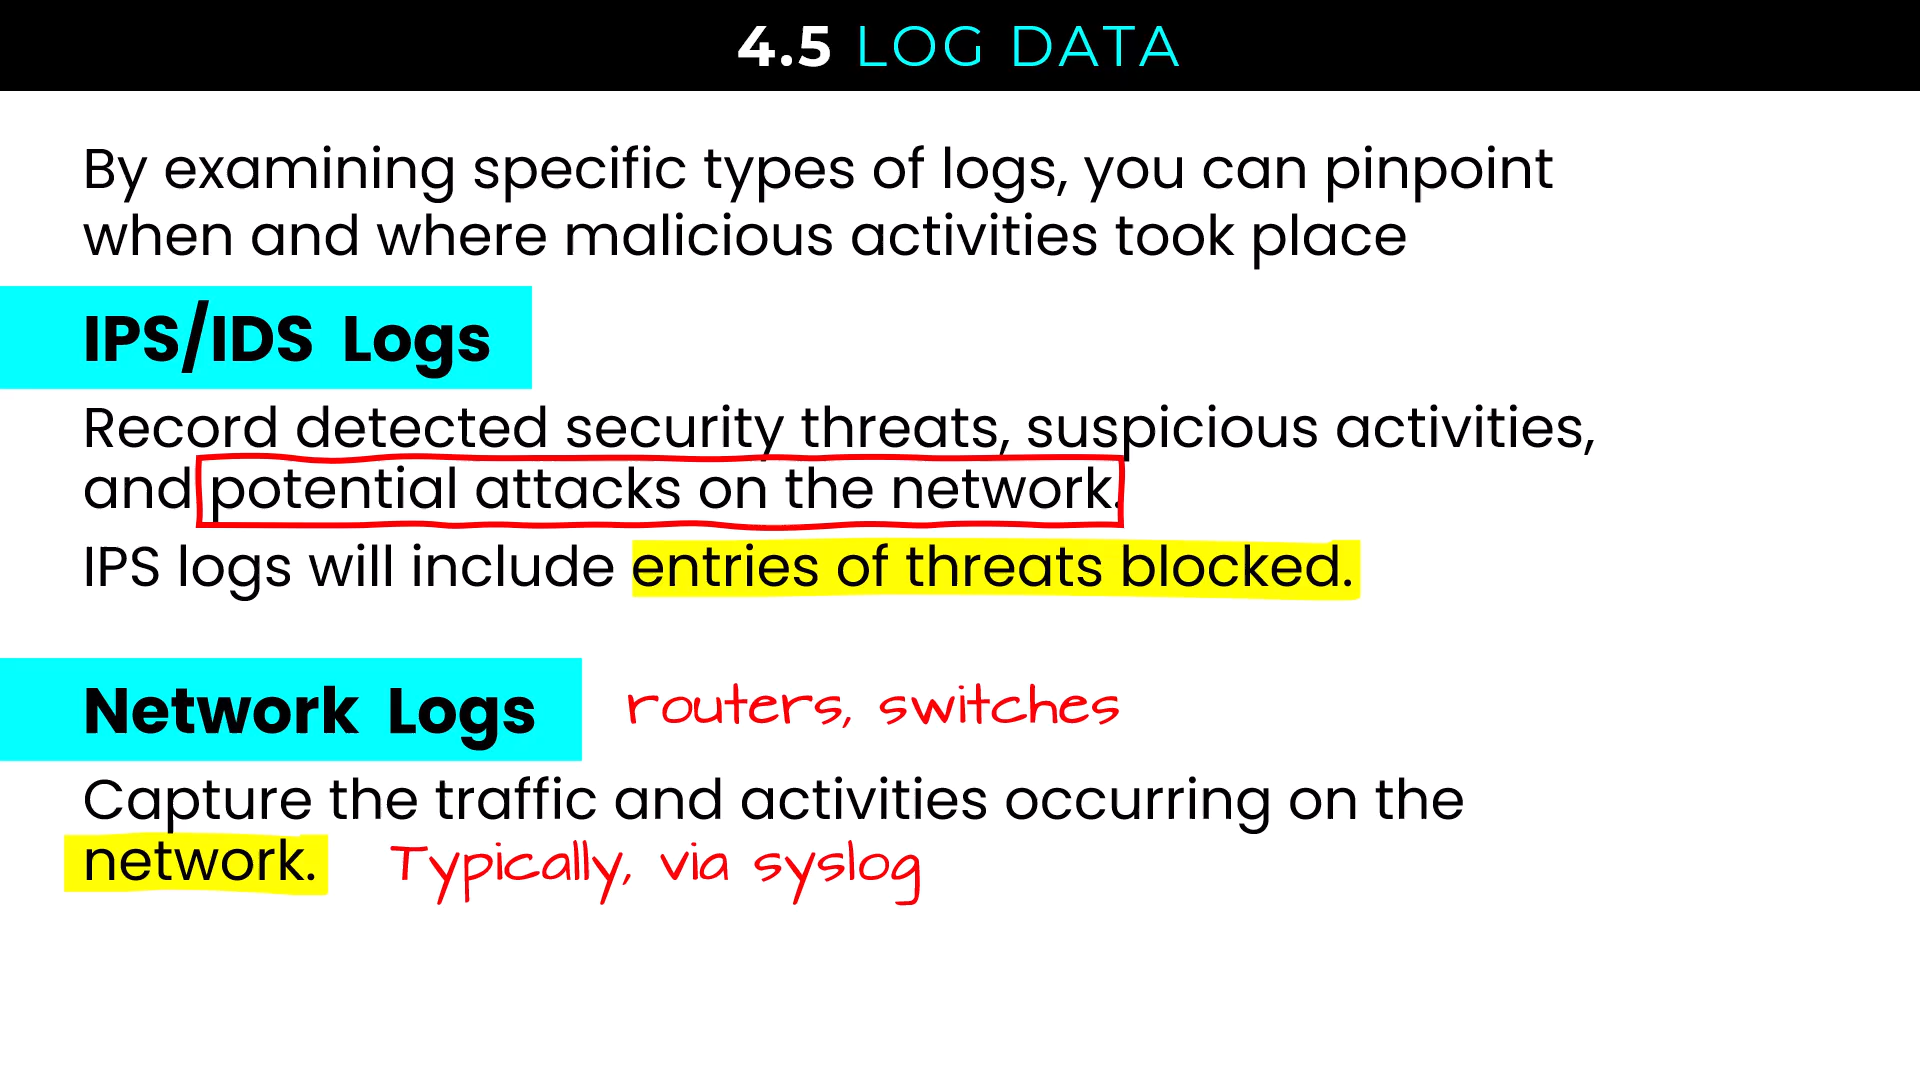 4.5 LOG DATA
By examining specific types of logs, you can pinpoint
when and where malicious activities took place
IPS/IDS Logs
Record detected security threats, suspicious activities,
and potential attacks on the network.
IPS logs will include entries of threats blocked.
Network Logs routers, switches
Capture the traffic and activities occurring on the
network. Typically, via syslog